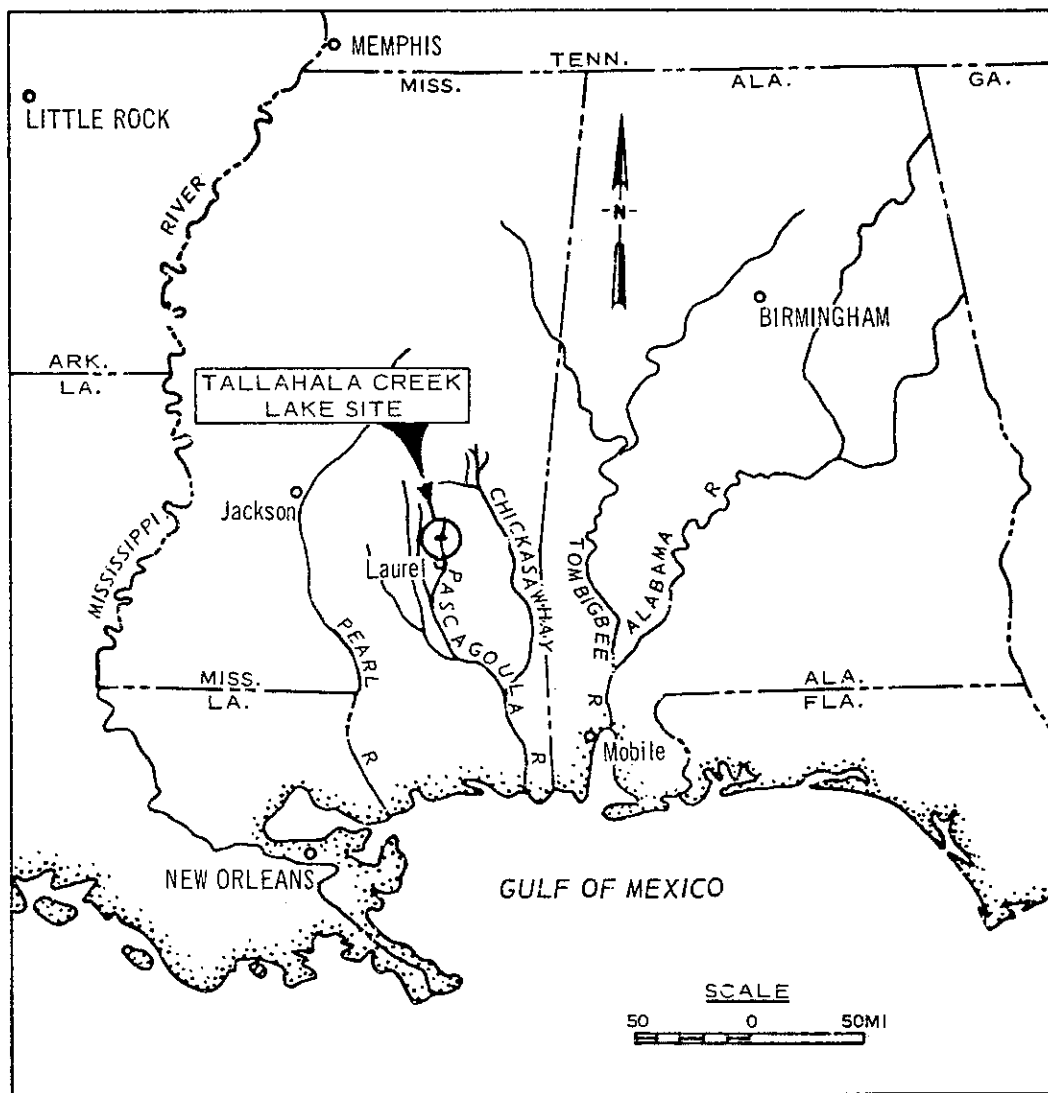 MEMPHIS
TENN.
MISS.
ALA.
GA.
LITTLE ROCK
RIVER
N
BIRMINGHAM
ARK.
LA.
TALLAHALA CREEK
LAKE SITE
Jackson
CHICKASAWHAY
R
MISSISSIPPI
Laurel
PASCAGOULA
TOMBIGBEE
ALABAMA
PEARL
MISS.
LA.
ALA.
FLA.
R
R
R
Mobile
NEW ORLEANS
GULF OF MEXICO
SCALE
50 0 50MI